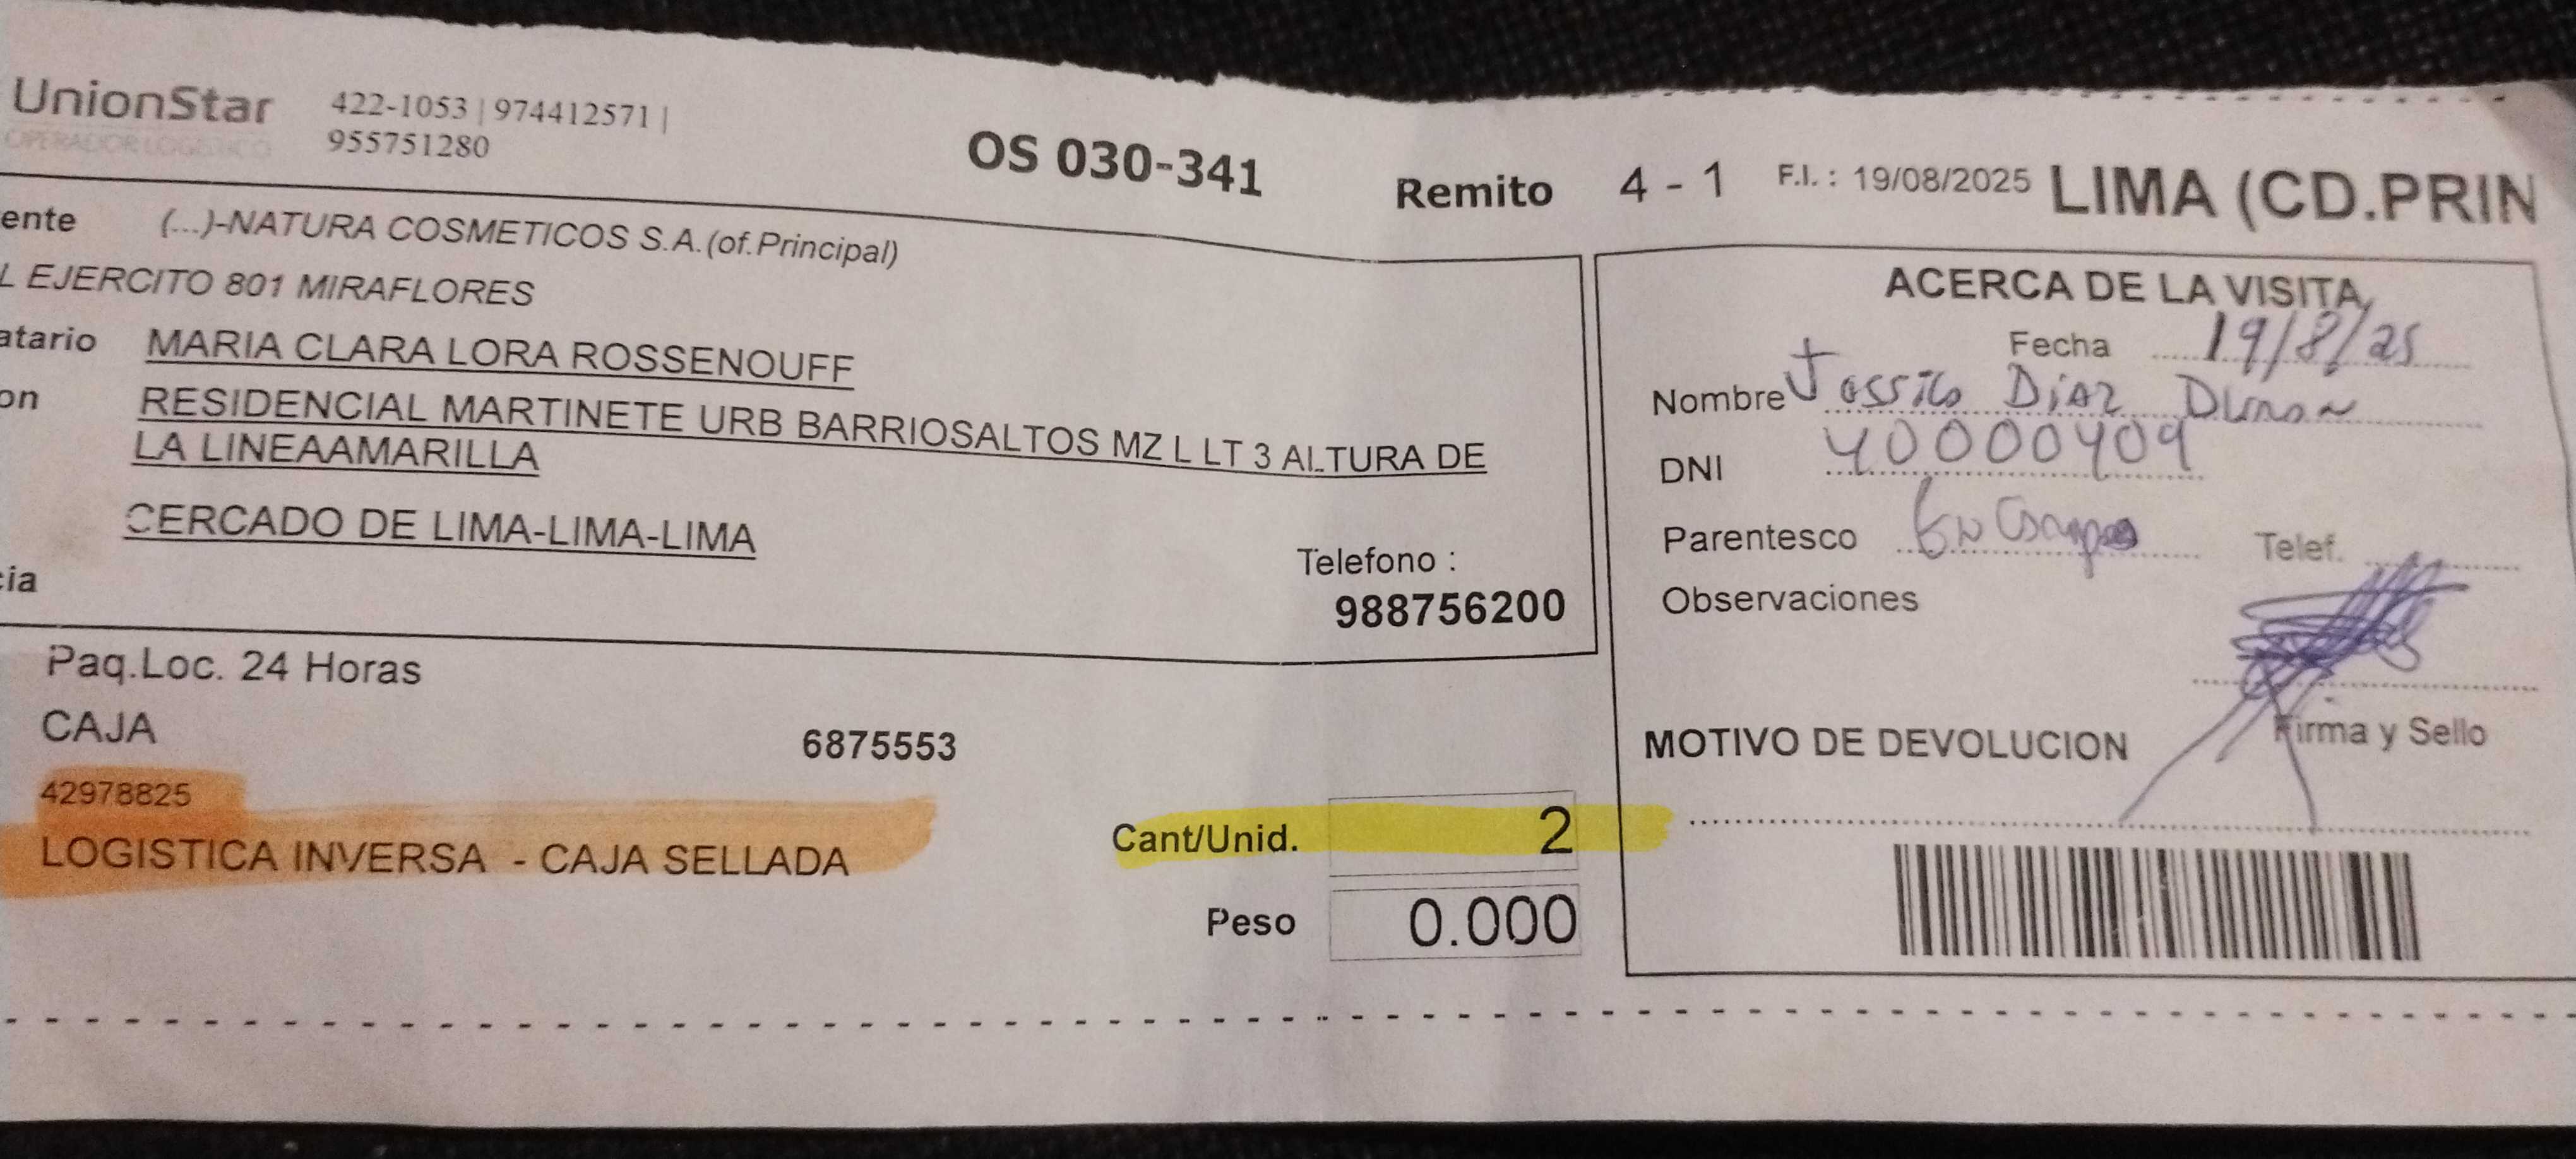 UnionStar
OPERADOR LOGISTICO
422-1053 | 974412571 |
955751280
OS 030-341
Remito 4 - 1 F.I. : 19/08/2025 LIMA (CD.PRIN
ente (...)-NATURA COSMETICOS S.A.(of.Principal)
L EJERCITO 801 MIRAFLORES
atario MARIA CLARA LORA ROSSENOUFF
on RESIDENCIAL MARTINETE URB BARRIOSALTOS MZ L LT 3 ALTURA DE
LA LINEAAMARILLA
CERCADO DE LIMA-LIMA-LIMA
cia
Telefono :
988756200
Paq.Loc. 24 Horas
CAJA 6875553
42978825
LOGISTICA INVERSA - CAJA SELLADA
Cant/Unid. 2
Peso 0.000
ACERCA DE LA VISITA
Fecha 19/8/25
Nombre Diaz
DNI 40000409
Parentesco
Telef.
Observaciones
Firma y Sello
MOTIVO DE DEVOLUCION